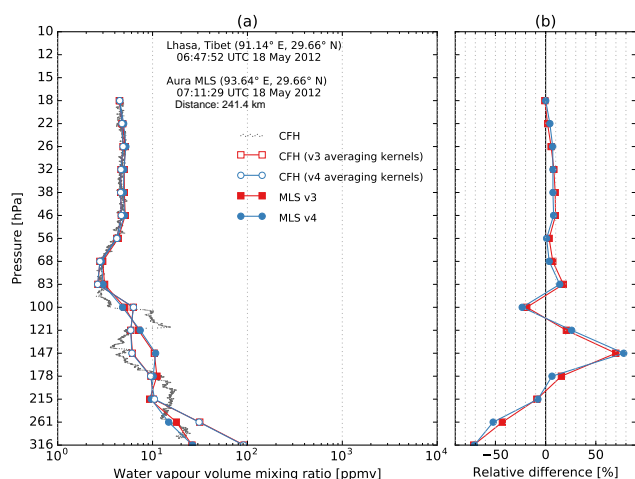 (a)
(b)
Lhasa, Tibet (91.14° E, 29.66° N)
06:47:52 UTC 18 May 2012
Aura MLS (93.64° E, 29.66° N)
07:11:29 UTC 18 May 2012
Distance: 241.4 km
CFH
CFH (v3 averaging kernels)
CFH (v4 averaging kernels)
MLS v3
MLS v4
Pressure [hPa]
10
12
15
18
22
26
32
38
46
56
68
83
100
121
147
178
215
261
316
10⁰ 10¹ 10² 10³ 10⁴
Water vapour volume mixing ratio [ppmv]
−50 0 50
Relative difference [%]